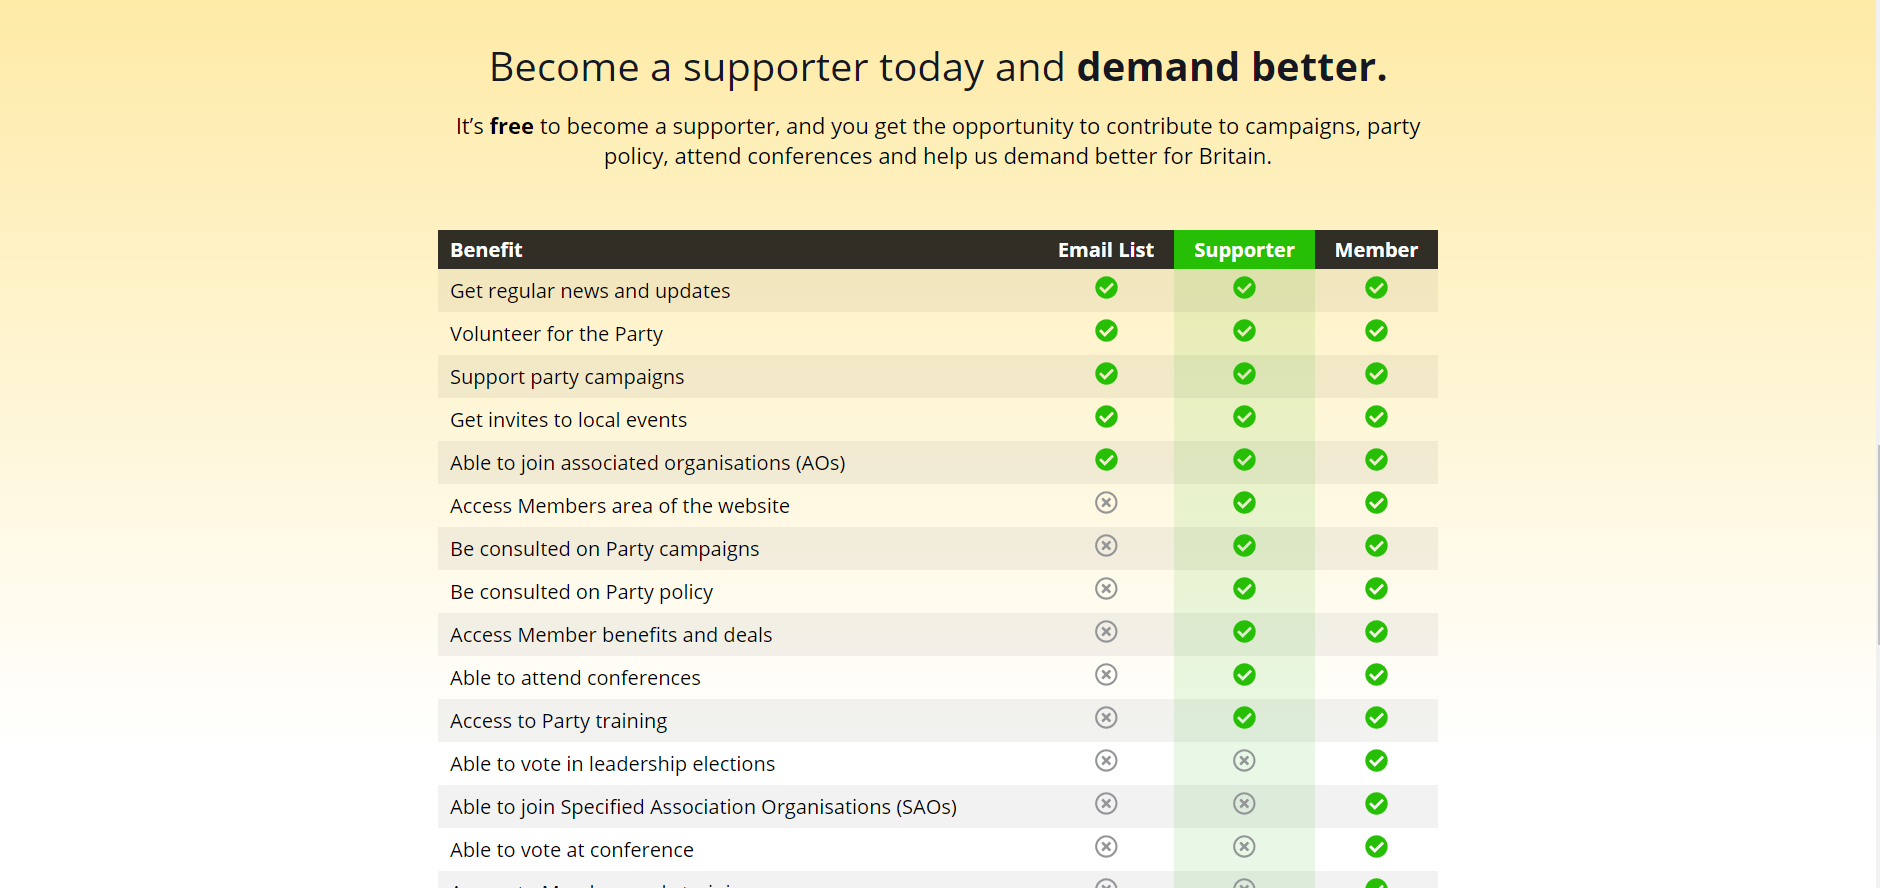 Become a supporter today and demand better.
It’s free to become a supporter, and you get the opportunity to contribute to campaigns, party
policy, attend conferences and help us demand better for Britain.
Benefit Email List Supporter Member
Get regular news and updates
Volunteer for the Party
Support party campaigns
Get invites to local events
Able to join associated organisations (AOs)
Access Members area of the website
Be consulted on Party campaigns
Be consulted on Party policy
Access Member benefits and deals
Able to attend conferences
Access to Party training
Able to vote in leadership elections
Able to join Specified Association Organisations (SAOs)
Able to vote at conference